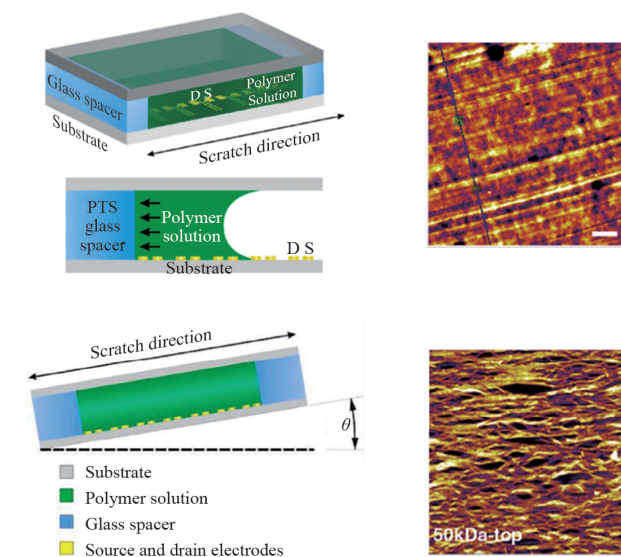 Glass spacer
Substrate
D S
Polymer
Solution
Scratch direction
PTS
glass
spacer
Polymer
solution
D S
Substrate
Scratch direction
θ
Substrate
Polymer solution
Glass spacer
Source and drain electrodes
50kDa-top